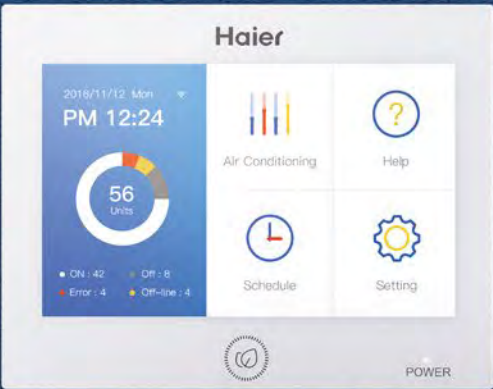 Haier
2018/11/12 Mon
PM 12:24
56
Units
ON : 42
Off : 8
Error : 4
Off-line : 4
Air Conditioning
?
Help
Schedule
Setting
POWER